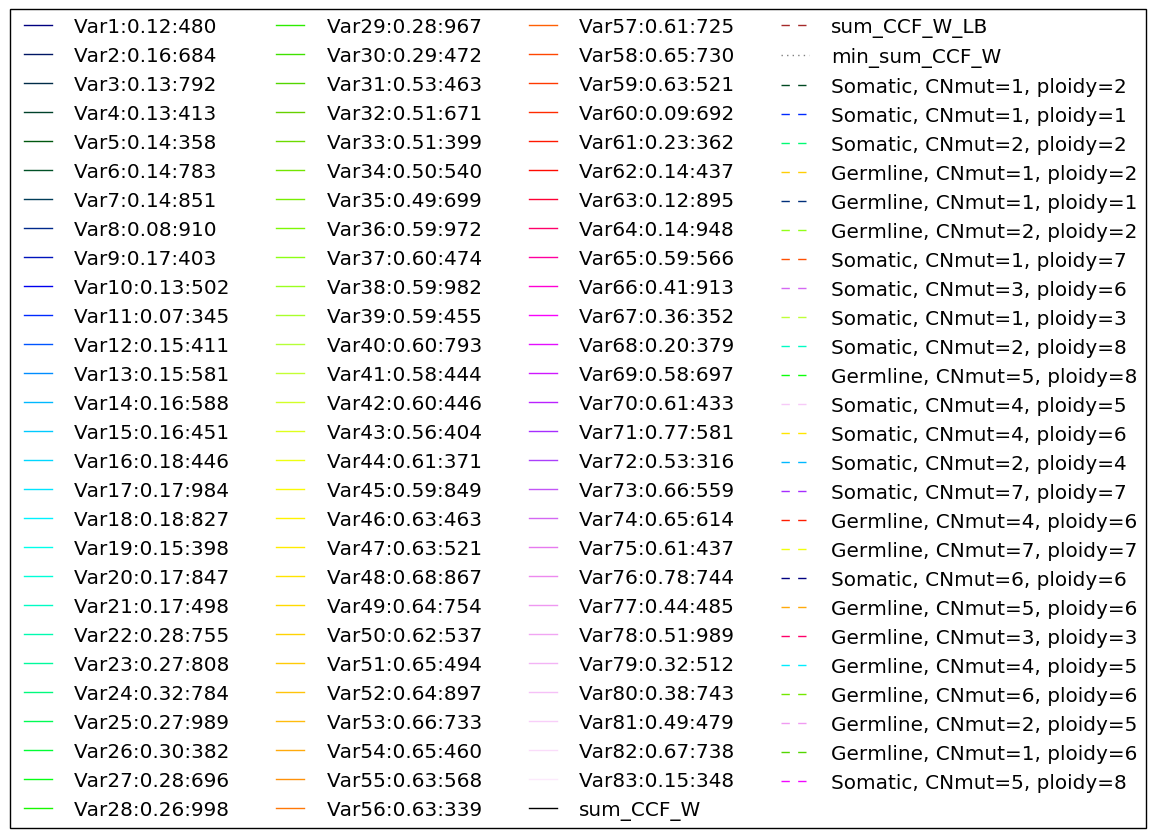 Var1:0.12:480
Var2:0.16:684
Var3:0.13:792
Var4:0.13:413
Var5:0.14:358
Var6:0.14:783
Var7:0.14:851
Var8:0.08:910
Var9:0.17:403
Var10:0.13:502
Var11:0.07:345
Var12:0.15:411
Var13:0.15:581
Var14:0.16:588
Var15:0.16:451
Var16:0.18:446
Var17:0.17:984
Var18:0.18:827
Var19:0.15:398
Var20:0.17:847
Var21:0.17:498
Var22:0.28:755
Var23:0.27:808
Var24:0.32:784
Var25:0.27:989
Var26:0.30:382
Var27:0.28:696
Var28:0.26:998
Var29:0.28:967
Var30:0.29:472
Var31:0.53:463
Var32:0.51:671
Var33:0.51:399
Var34:0.50:540
Var35:0.49:699
Var36:0.59:972
Var37:0.60:474
Var38:0.59:982
Var39:0.59:455
Var40:0.60:793
Var41:0.58:444
Var42:0.60:446
Var43:0.56:404
Var44:0.61:371
Var45:0.59:849
Var46:0.63:463
Var47:0.63:521
Var48:0.68:867
Var49:0.64:754
Var50:0.62:537
Var51:0.65:494
Var52:0.64:897
Var53:0.66:733
Var54:0.65:460
Var55:0.63:568
Var56:0.63:339
Var57:0.61:725
Var58:0.65:730
Var59:0.63:521
Var60:0.09:692
Var61:0.23:362
Var62:0.14:437
Var63:0.12:895
Var64:0.14:948
Var65:0.59:566
Var66:0.41:913
Var67:0.36:352
Var68:0.20:379
Var69:0.58:697
Var70:0.61:433
Var71:0.77:581
Var72:0.53:316
Var73:0.66:559
Var74:0.65:614
Var75:0.61:437
Var76:0.78:744
Var77:0.44:485
Var78:0.51:989
Var79:0.32:512
Var80:0.38:743
Var81:0.49:479
Var82:0.67:738
Var83:0.15:348
sum_CCF_W
sum_CCF_W_LB
min_sum_CCF_W
Somatic, CNmut=1, ploidy=2
Somatic, CNmut=1, ploidy=1
Somatic, CNmut=2, ploidy=2
Germline, CNmut=1, ploidy=2
Germline, CNmut=1, ploidy=1
Germline, CNmut=2, ploidy=2
Somatic, CNmut=1, ploidy=7
Somatic, CNmut=3, ploidy=6
Somatic, CNmut=1, ploidy=3
Somatic, CNmut=2, ploidy=8
Germline, CNmut=5, ploidy=8
Somatic, CNmut=4, ploidy=5
Somatic, CNmut=4, ploidy=6
Somatic, CNmut=2, ploidy=4
Somatic, CNmut=7, ploidy=7
Germline, CNmut=4, ploidy=6
Germline, CNmut=7, ploidy=7
Somatic, CNmut=6, ploidy=6
Germline, CNmut=5, ploidy=6
Germline, CNmut=3, ploidy=3
Germline, CNmut=4, ploidy=5
Germline, CNmut=6, ploidy=6
Germline, CNmut=2, ploidy=5
Germline, CNmut=1, ploidy=6
Somatic, CNmut=5, ploidy=8